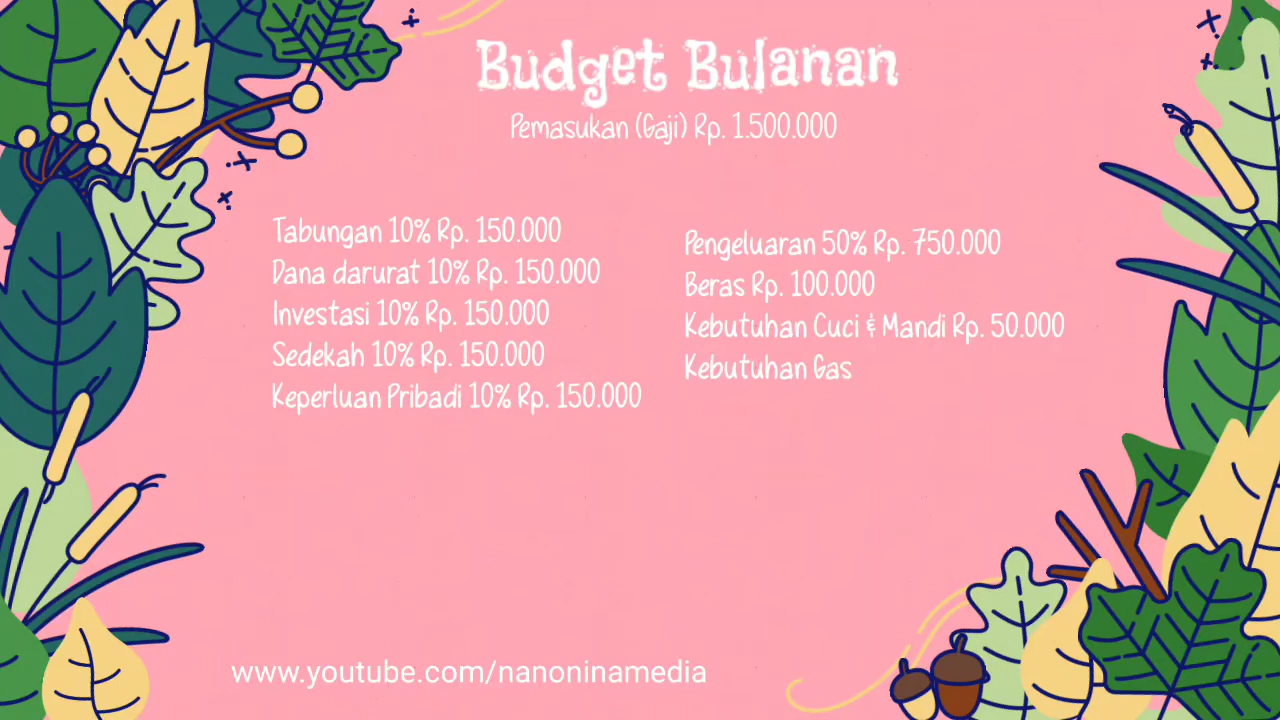 Budget Bulanan
Pemasukan (Gaji) Rp. 1.500.000
Tabungan 10% Rp. 150.000
Dana darurat 10% Rp. 150.000
Investasi 10% Rp. 150.000
Sedekah 10% Rp. 150.000
Keperluan Pribadi 10% Rp. 150.000
Pengeluaran 50% Rp. 750.000
Beras Rp. 100.000
Kebutuhan Cuci & Mandi Rp. 50.000
Kebutuhan Gas
www.youtube.com/nanoninamedia